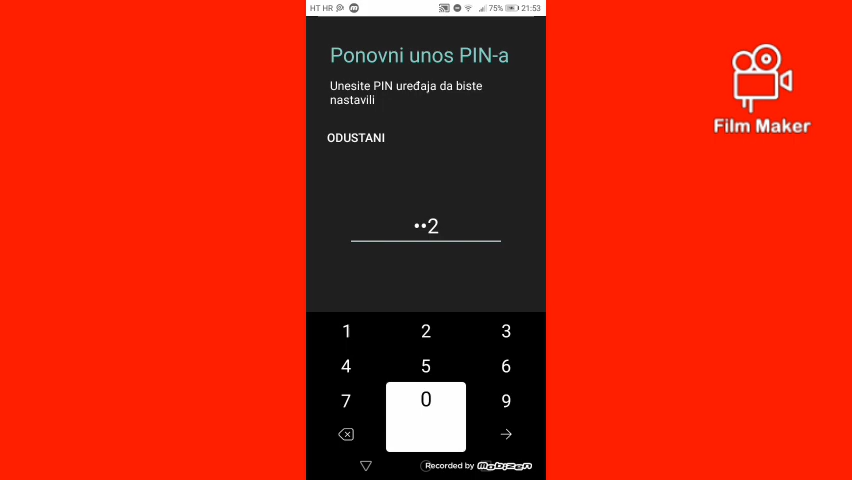 HT HR 75% 21:53
Ponovni unos PIN-a
Unesite PIN uređaja da biste
nastavili
ODUSTANI
••2
1 2 3
4 5 6
7 0 9
Recorded by mobizen
Film Maker